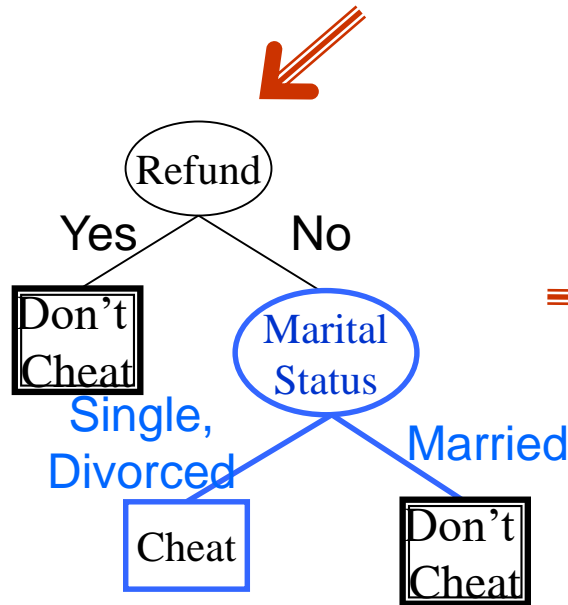 Refund
Yes
No
Don't
Cheat
Marital
Status
Single,
Divorced
Married
Cheat
Don't
Cheat